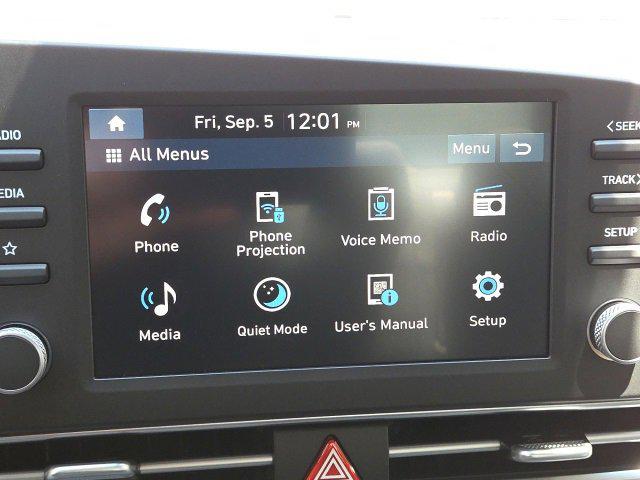 Fri, Sep. 5 12:01 PM
All Menus Menu
Phone
Phone
Projection
Voice Memo
Radio
Media
Quiet Mode
User's Manual
Setup
ADIO
EDIA
< SEEK
TRACK >
SETUP